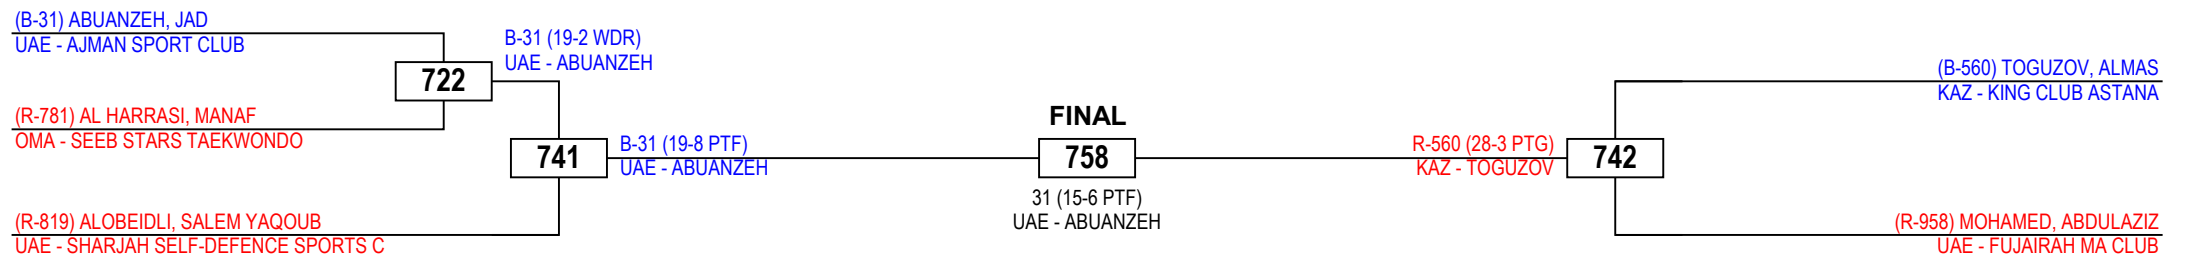 (B-31) ABUANZEH, JAD
UAE - AJMAN SPORT CLUB
B-31 (19-2 WDR)
UAE - ABUANZEH
722
(R-781) AL HARRASI, MANAF
OMA - SEEB STARS TAEKWONDO
B-31 (19-8 PTF)
UAE - ABUANZEH
741
(R-819) ALOBEIDLI, SALEM YAQOUB
UAE - SHARJAH SELF-DEFENCE SPORTS C
FINAL
758
31 (15-6 PTF)
UAE - ABUANZEH
(B-560) TOGUZOV, ALMAS
KAZ - KING CLUB ASTANA
R-560 (28-3 PTG)
KAZ - TOGUZOV
742
(R-958) MOHAMED, ABDULAZIZ
UAE - FUJAIRAH MA CLUB